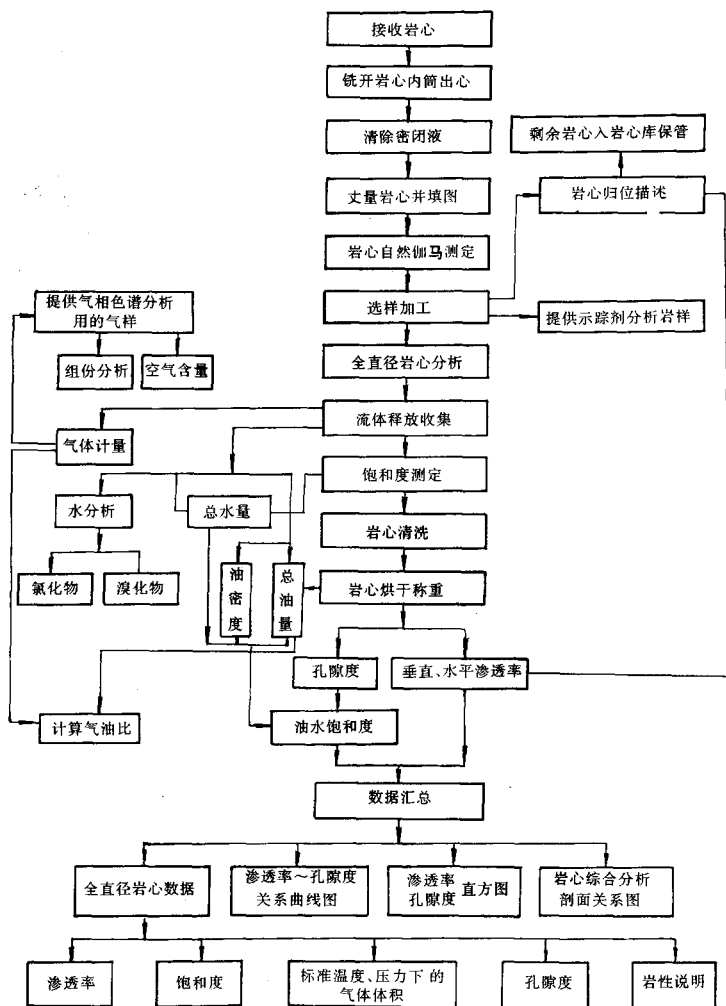 接收岩心
铣开岩心内筒出心
清除密闭液
剩余岩心入岩心库保管
丈量岩心并填图
岩心归位描述
岩心自然伽马测定
提供气相色谱分析
用的气样
选样加工
提供示踪剂分析岩样
组份分析
空气含量
全直径岩心分析
流体释放收集
气体计量
饱和度测定
水分析
总水量
岩心清洗
氯化物
溴化物
油密度
总油量
岩心烘干称重
孔隙度
垂直、水平渗透率
计算气油比
油水饱和度
数据汇总
全直径岩心数据
渗透率～孔隙度
关系曲线图
渗透率
孔隙度 直方图
岩心综合分析
剖面关系图
渗透率
饱和度
标准温度、压力下的
气体体积
孔隙度
岩性说明